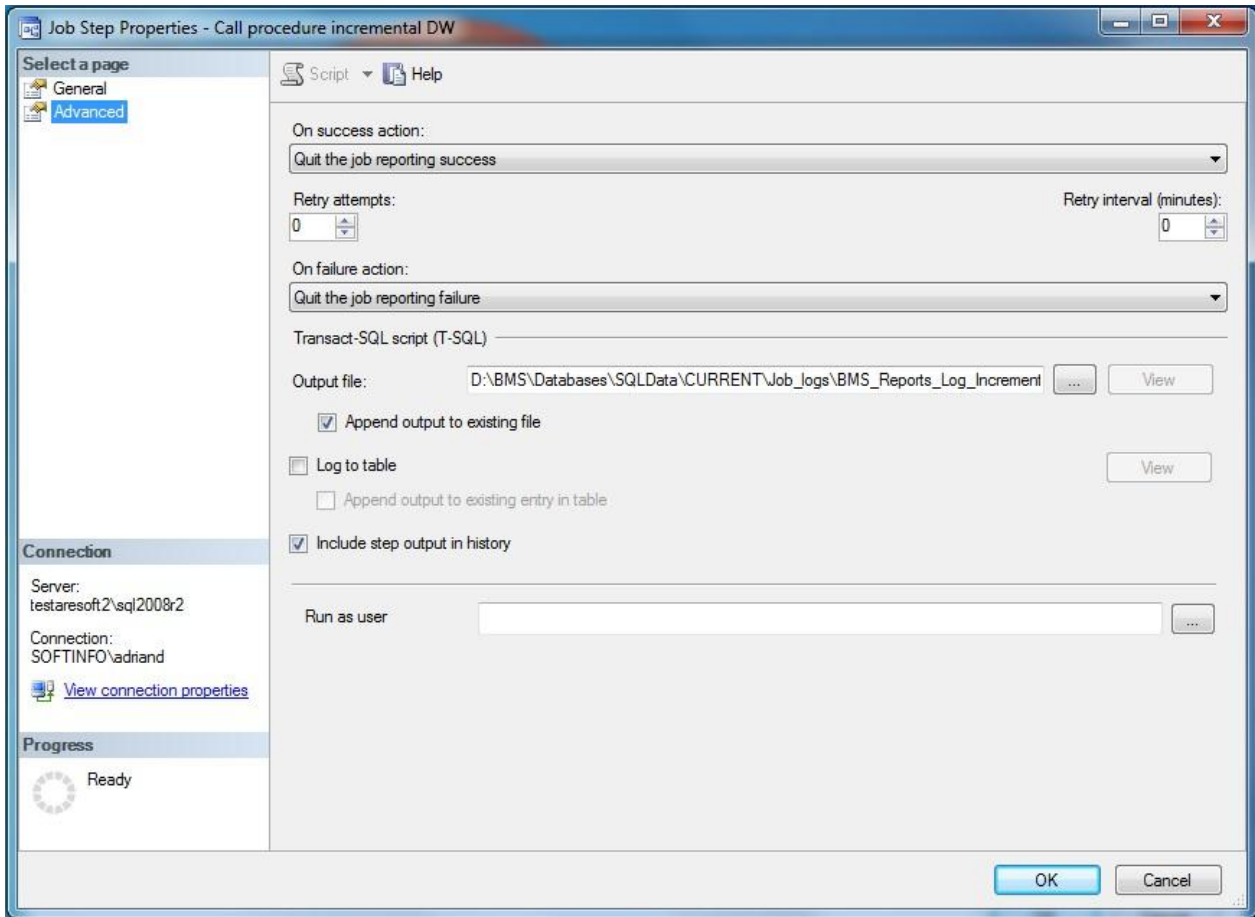 Job Step Properties - Call procedure incremental DW
Select a page
General
Advanced
Script
Help
On success action:
Quit the job reporting success
Retry attempts:
Retry interval (minutes):
0
0
On failure action:
Quit the job reporting failure
Transact-SQL script (T-SQL)
Output file:
D:\BMS\Databases\SQLData\CURRENT\Job_logs\BMS_Reports_Log_Increment
...
View
Append output to existing file
Log to table
View
Append output to existing entry in table
Include step output in history
Run as user
...
Connection
Server:
testaresoft2\sql2008r2
Connection:
SOFTINFO\adriand
View connection properties
Progress
Ready
OK
Cancel